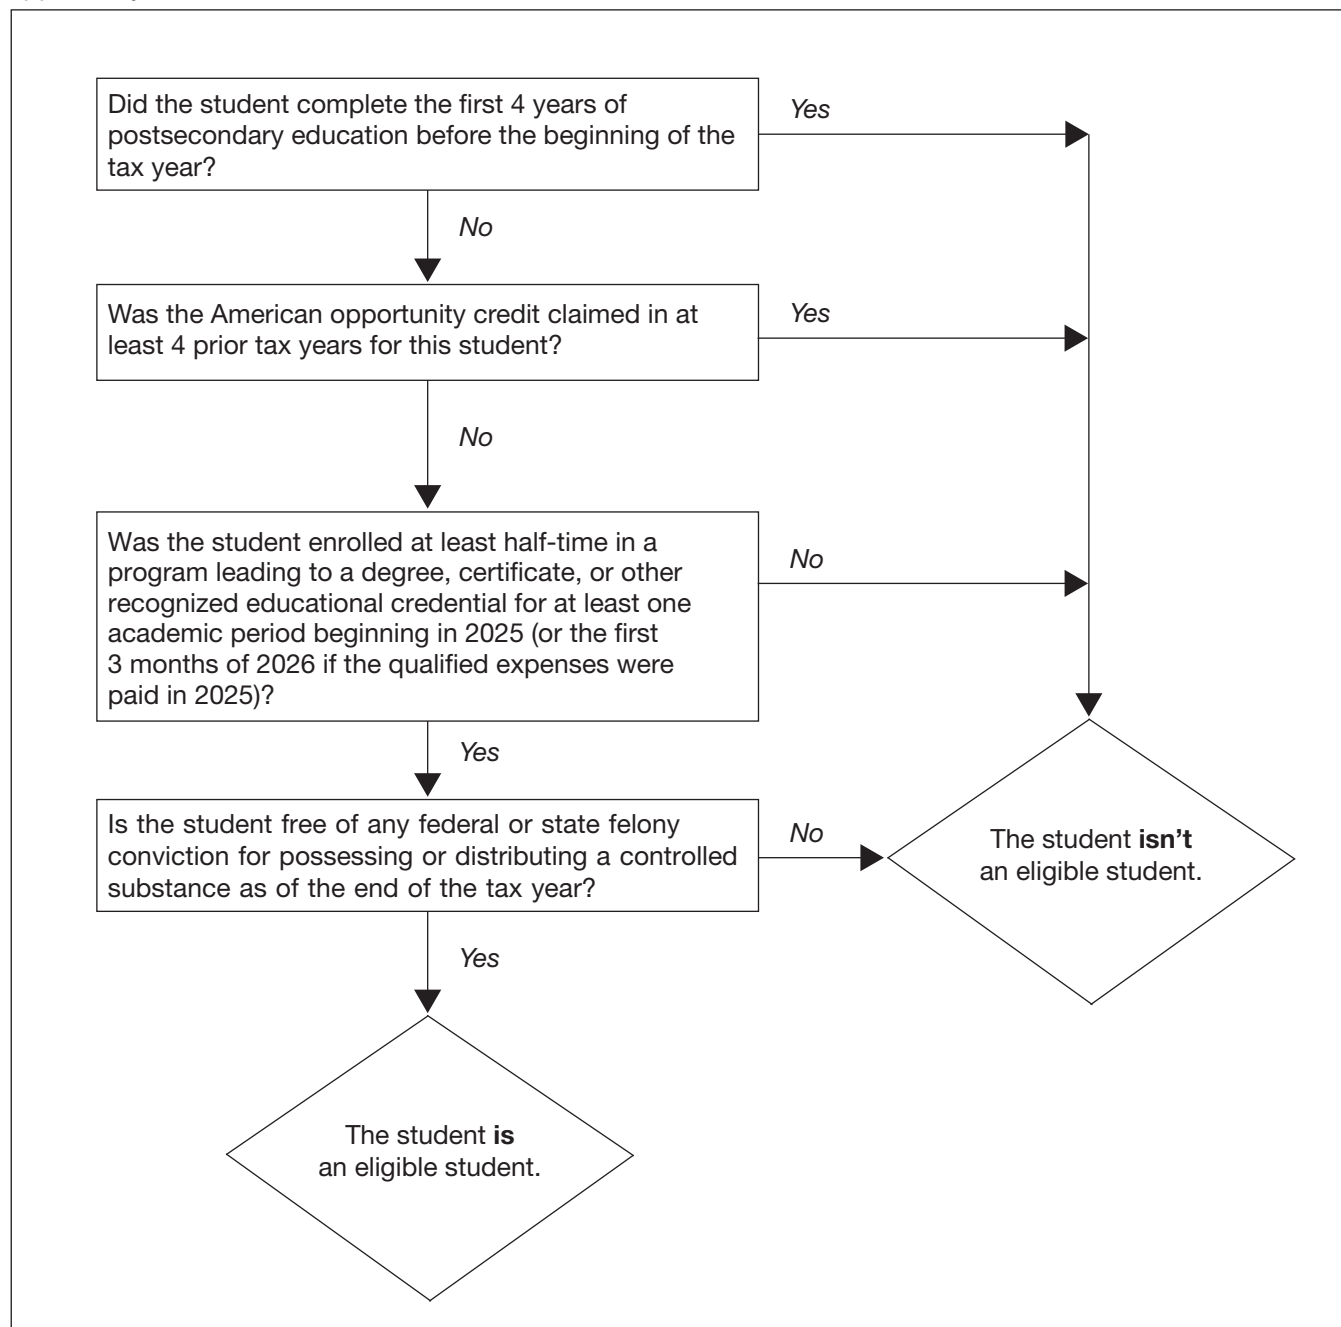 Did the student complete the first 4 years of
postsecondary education before the beginning of the
tax year?
Yes
No
Was the American opportunity credit claimed in at
least 4 prior tax years for this student?
Yes
No
Was the student enrolled at least half-time in a
program leading to a degree, certificate, or other
recognized educational credential for at least one
academic period beginning in 2025 (or the first
3 months of 2026 if the qualified expenses were
paid in 2025)?
No
Yes
Is the student free of any federal or state felony
conviction for possessing or distributing a controlled
substance as of the end of the tax year?
No
The student isn't
an eligible student.
Yes
The student is
an eligible student.